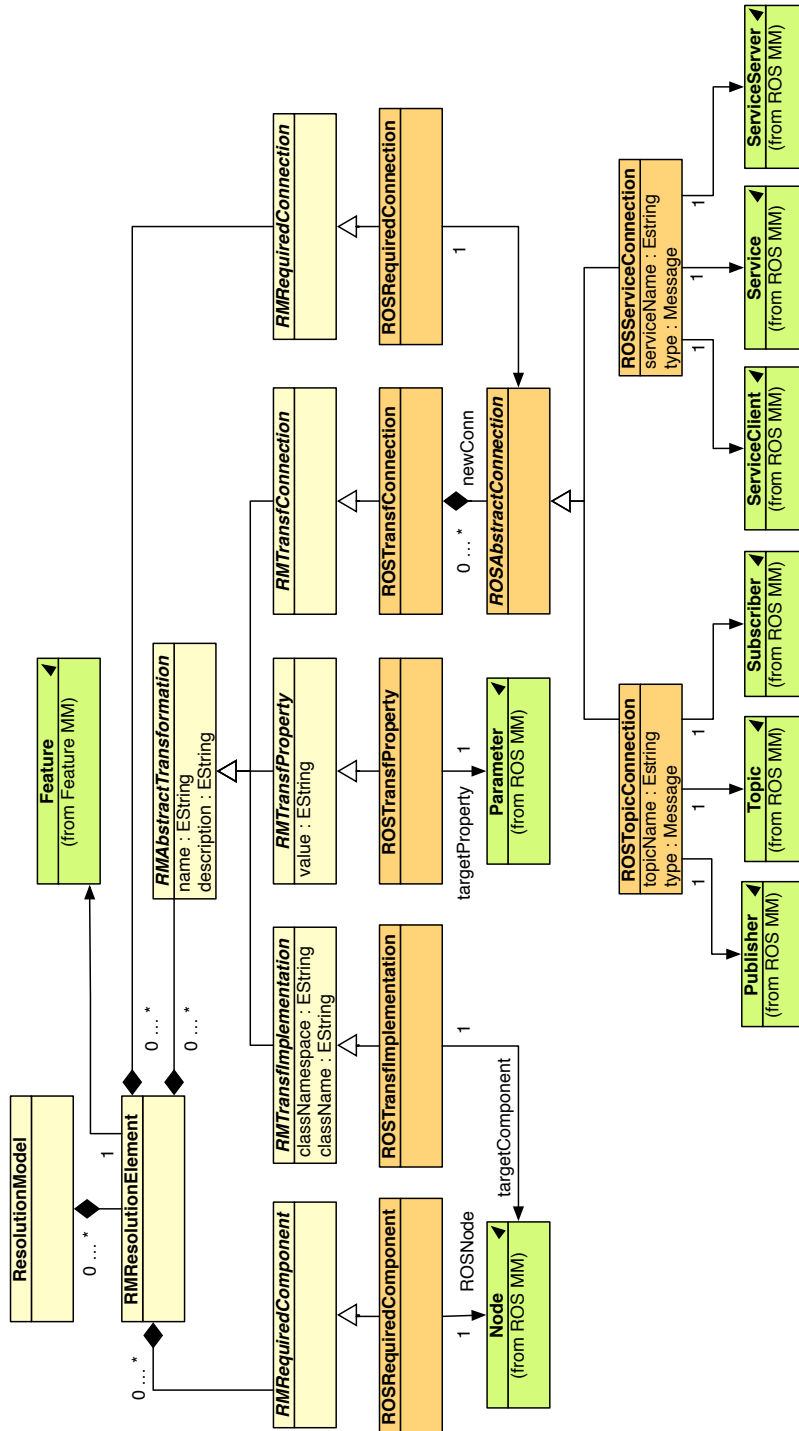 ResolutionModel
0 ... *
RMResolutionElement
1
0 ... *
0 ... *
0 ... *
Feature
(from Feature MM)
RMAbstractTransformation
name : EString
description : EString
RMRequiredComponent
RMTransfImplementation
classNamespace : EString
className : EString
RMTransfProperty
value : EString
RMTransfConnection
RMRequiredConnection
ROSRequiredComponent
ROSTransfImplementation
ROSTransfProperty
ROSTransfConnection
ROSRequiredConnection
1
ROSNode
1
targetComponent
targetProperty
1
0 ... *
newConn
1
Node
(from ROS MM)
Parameter
(from ROS MM)
ROSAbstractConnection
ROSTopicConnection
topicName : Estring
type : Message
ROSServiceConnection
serviceName : Estring
type : Message
1
1
1
1
1
1
Publisher
(from ROS MM)
Topic
(from ROS MM)
Subscriber
(from ROS MM)
ServiceClient
(from ROS MM)
Service
(from ROS MM)
ServiceServer
(from ROS MM)